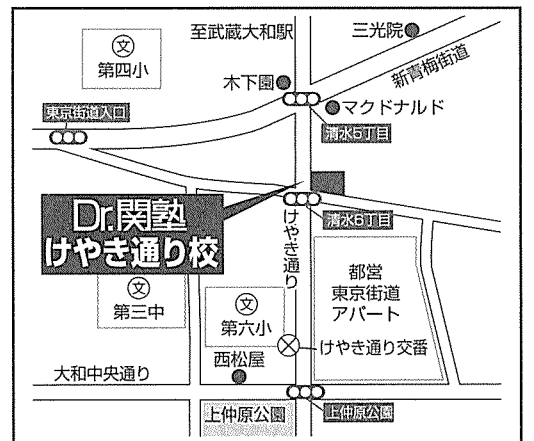 至武蔵大和駅
三光院
文
第四小
新青梅街道
木下園
マクドナルド
東京街道入口
清水5丁目
Dr.関塾
けやき通り校
清水6丁目
けやき通り
都営
東京街道
アパート
文
第三中
文
第六小
けやき通り交番
西松屋
大和中央通り
上仲原公園
上仲原公園